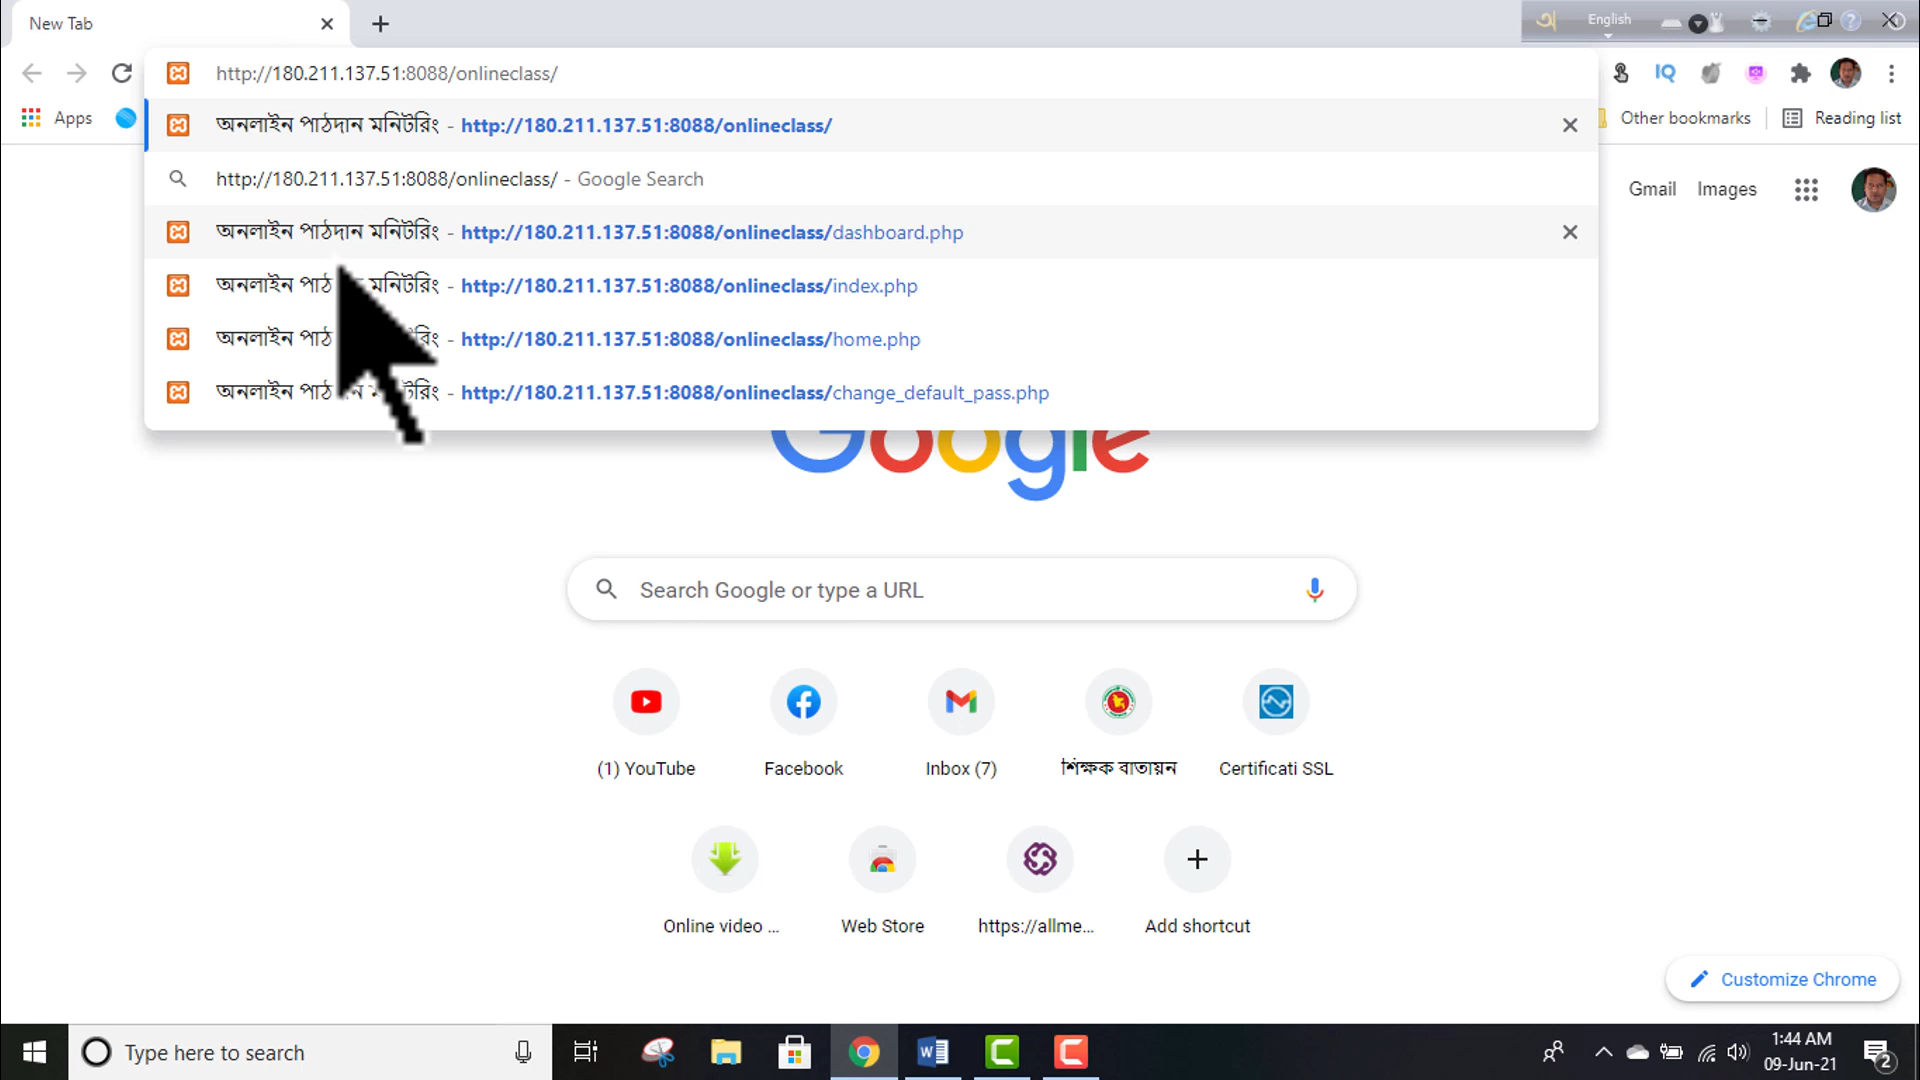 New Tab
English
http://180.211.137.51:8088/onlineclass/
Apps
অনলাইন পাঠদান মনিটরিং - http://180.211.137.51:8088/onlineclass/
Other bookmarks
Reading list
http://180.211.137.51:8088/onlineclass/ - Google Search
Gmail
Images
অনলাইন পাঠদান মনিটরিং - http://180.211.137.51:8088/onlineclass/dashboard.php
অনলাইন মনিটরিং - http://180.211.137.51:8088/onlineclass/index.php
অনলাইন - http://180.211.137.51:8088/onlineclass/home.php
অনলাইন - http://180.211.137.51:8088/onlineclass/change_default_pass.php
Google
Search Google or type a URL
(1) YouTube
Facebook
Inbox (7)
শিক্ষক বাতায়ন
Certificati SSL
Online video ...
Web Store
https://allme...
Add shortcut
Customize Chrome
Type here to search
1:44 AM
09-Jun-21
2